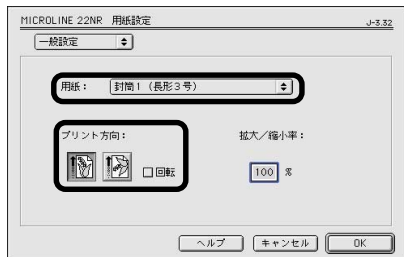 MICROLINE 22NR 用紙設定 J-3.32
一般設定
用紙： 封筒1（長形3号）
プリント方向： 拡大／縮小率：
回転 100 %
ヘルプ キャンセル OK